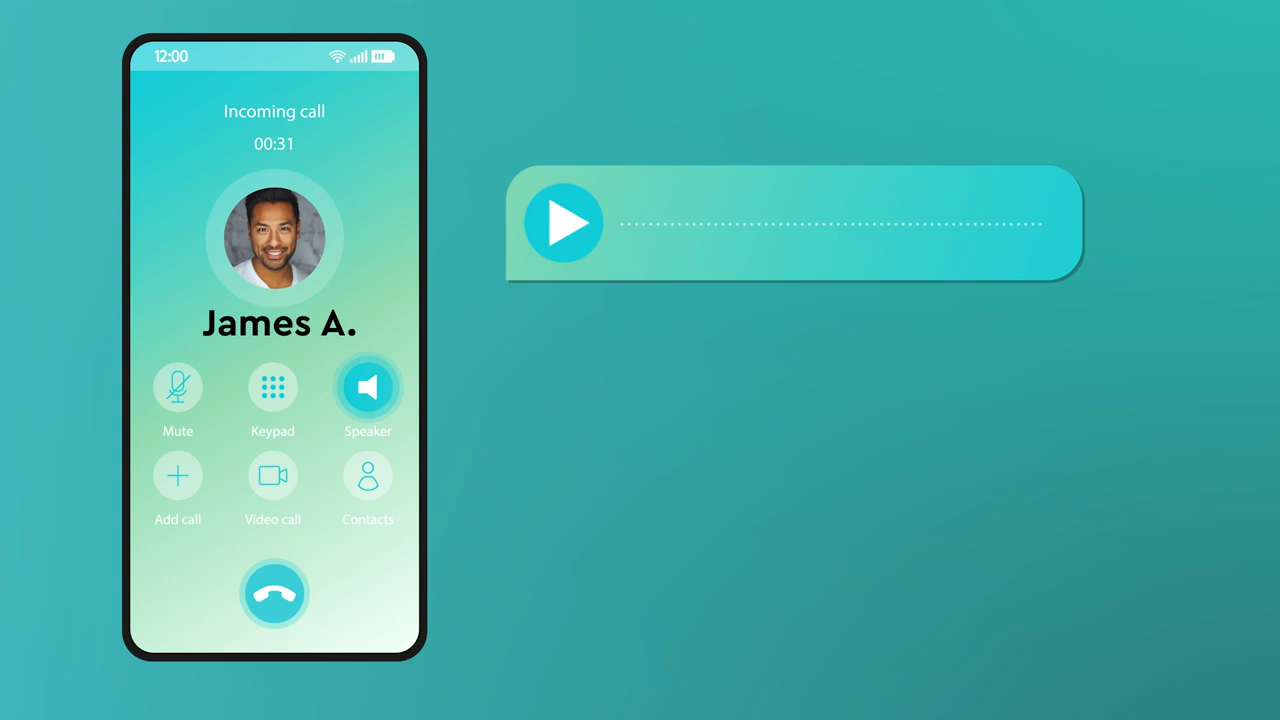 12:00
Incoming call
00:31
James A.
Mute Keypad Speaker
Add call Video call Contacts